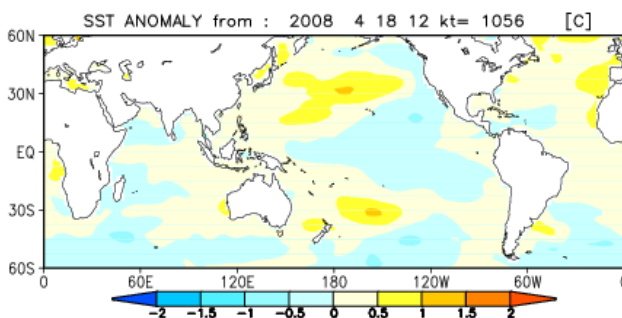 SST ANOMALY from : 2008 4 18 12 kt= 1056 [C]
60N
30N
EQ
30S
60S
0 60E 120E 180 120W 60W 0
-2 -1.5 -1 -0.5 0 0.5 1 1.5 2